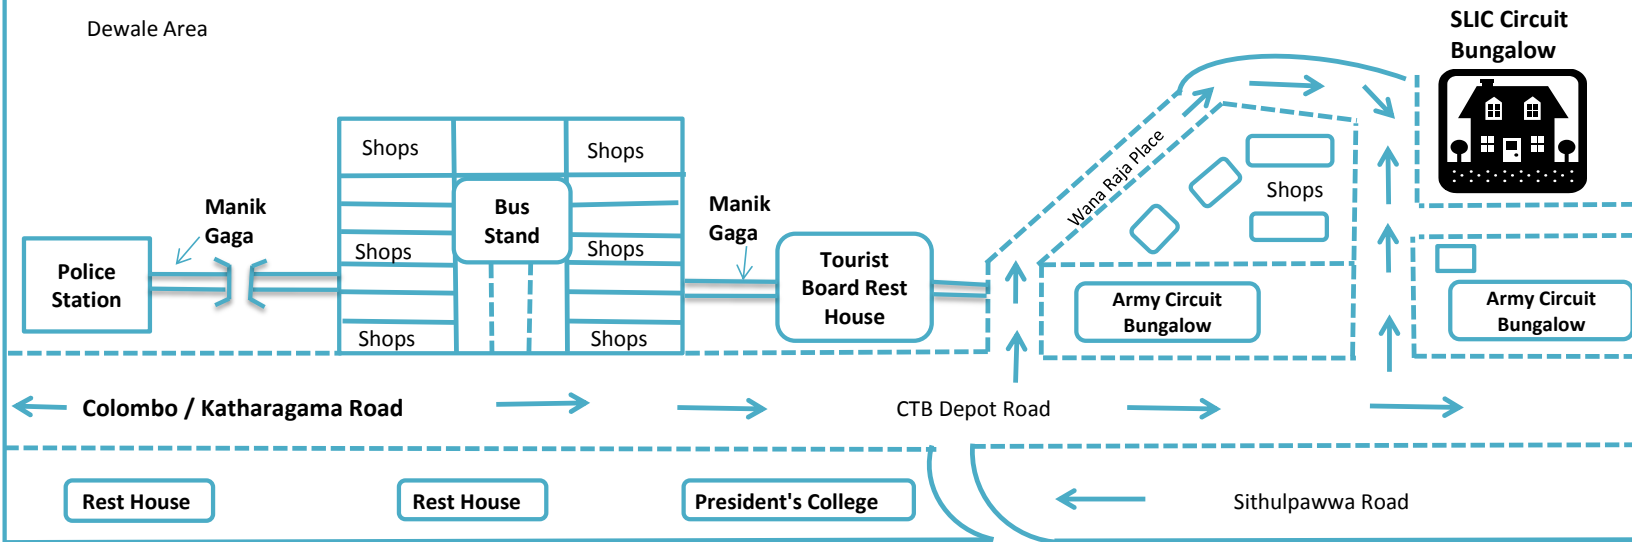 Dewale Area
SLIC Circuit
Bungalow
Shops
Shops
Wana Raja Place
Shops
Manik
Gaga
Bus
Stand
Manik
Gaga
Shops
Shops
Police
Station
Tourist
Board Rest
House
Army Circuit
Bungalow
Army Circuit
Bungalow
Shops
Shops
Colombo / Katharagama Road
CTB Depot Road
Rest House
Rest House
President's College
Sithulpawwa Road